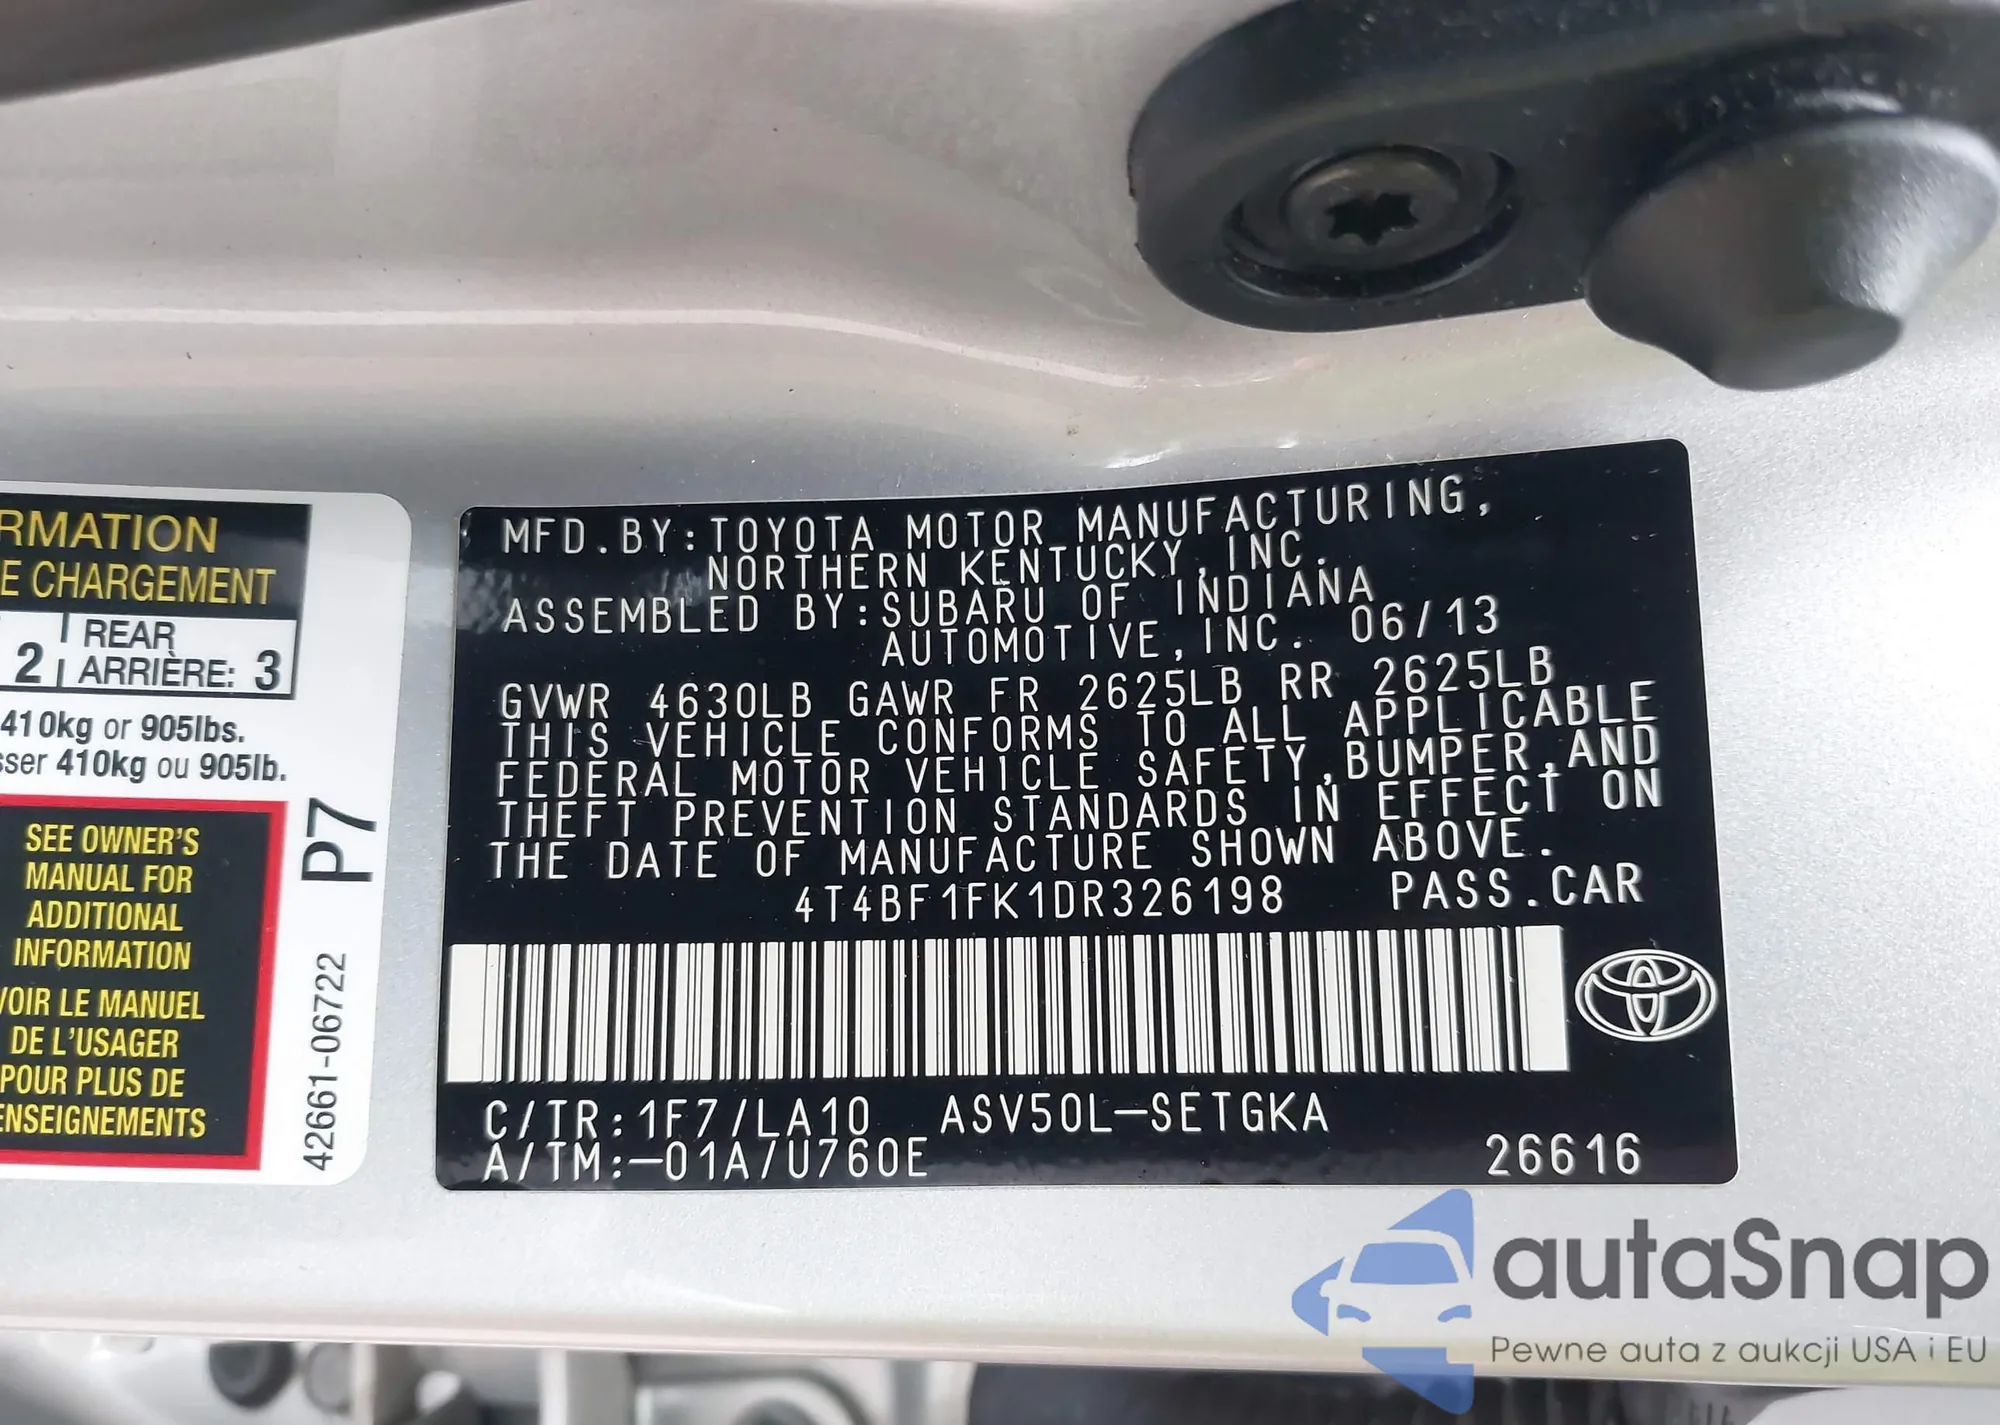 RMATION
E CHARGEMENT
2 REAR
ARRIÈRE: 3
410kg or 905lbs.
sser 410kg ou 905lb.
SEE OWNER'S
MANUAL FOR
ADDITIONAL
INFORMATION
VOIR LE MANUEL
DE L'USAGER
POUR PLUS DE
ENSEIGNEMENTS
P7
42661-06722
MFD.BY:TOYOTA MOTOR MANUFACTURING,
NORTHERN KENTUCKY,INC.
ASSEMBLED BY:SUBARU OF INDIANA
AUTOMOTIVE,INC. 06/13
GVWR 4630LB GAWR FR 2625LB RR 2625LB
THIS VEHICLE CONFORMS TO ALL APPLICABLE
FEDERAL MOTOR VEHICLE SAFETY,BUMPER,AND
THEFT PREVENTION STANDARDS IN EFFECT ON
THE DATE OF MANUFACTURE SHOWN ABOVE.
4T4BF1FK1DR326198 PASS.CAR
C/TR:1F7/LA10 ASV50L-SETGKA
A/TM:-01A/U760E 26616
autaSnap
Pewne auta z aukcji USA i EU